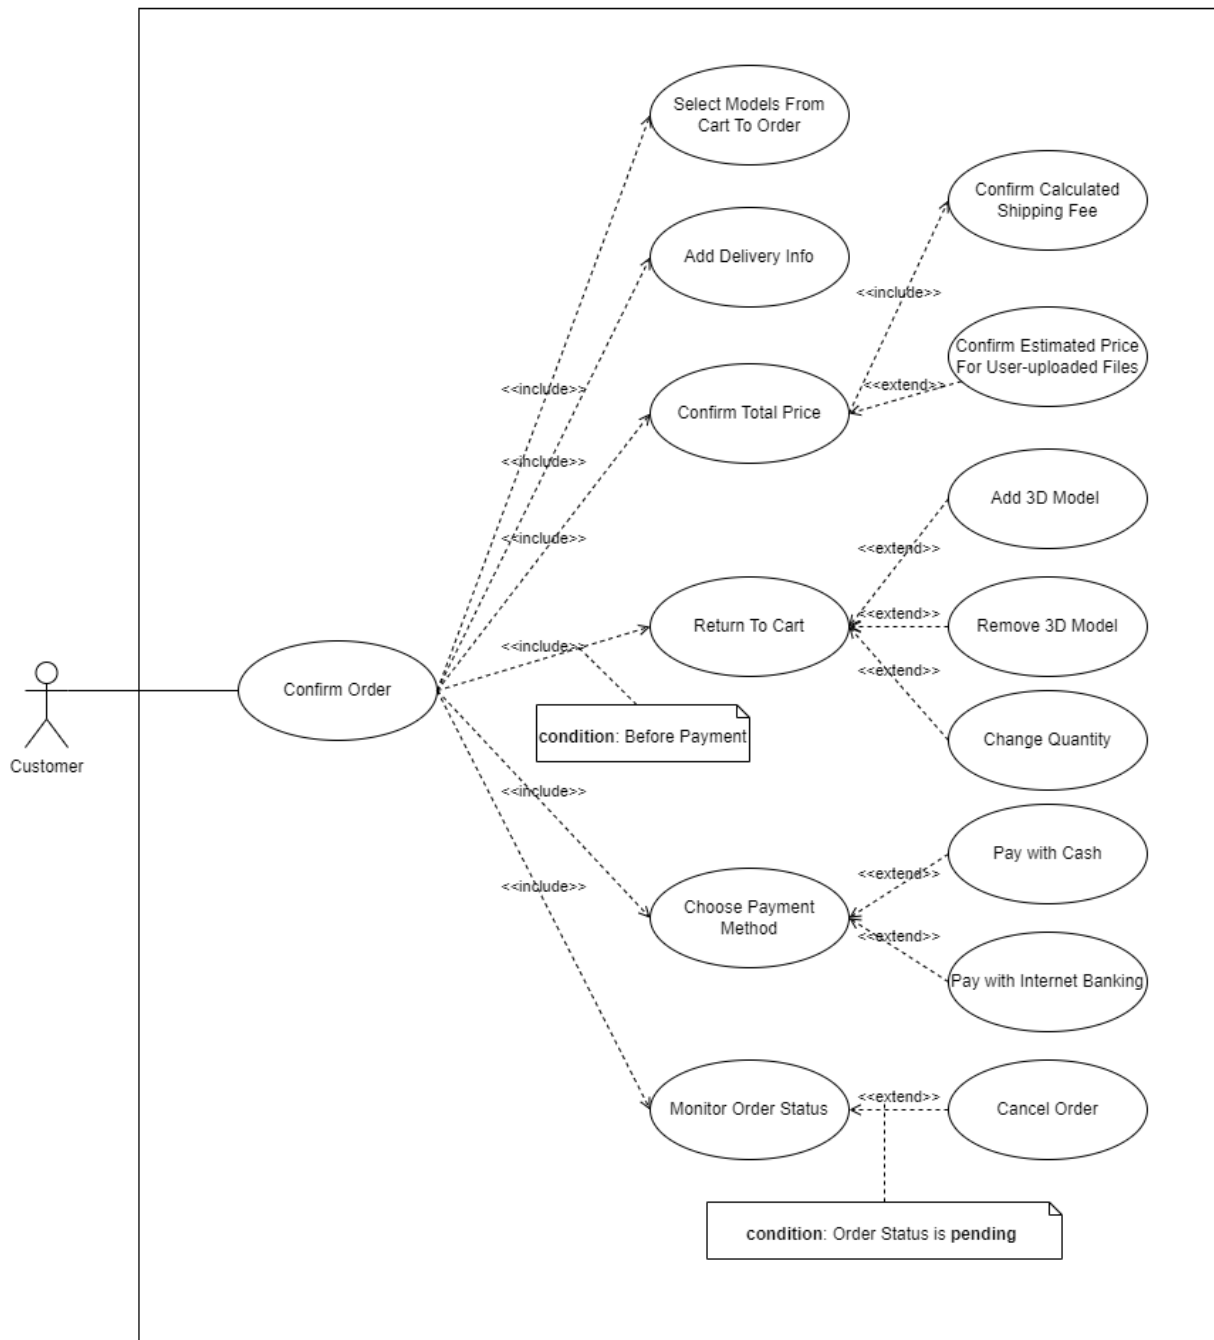 Select Models From
Cart To Order
Confirm Calculated
Shipping Fee
Add Delivery Info
<<include>>
Confirm Estimated Price
For User-uploaded Files
<<extend>>
<<include>>
Confirm Total Price
<<include>>
Add 3D Model
<<include>>
<<extend>>
Return To Cart
<<extend>>
Remove 3D Model
<<include>>
<<extend>>
Confirm Order
condition: Before Payment
Change Quantity
Customer
<<include>>
Pay with Cash
<<extend>>
<<include>>
Choose Payment
Method
<<extend>>
Pay with Internet Banking
Monitor Order Status
<<extend>>
Cancel Order
condition: Order Status is pending